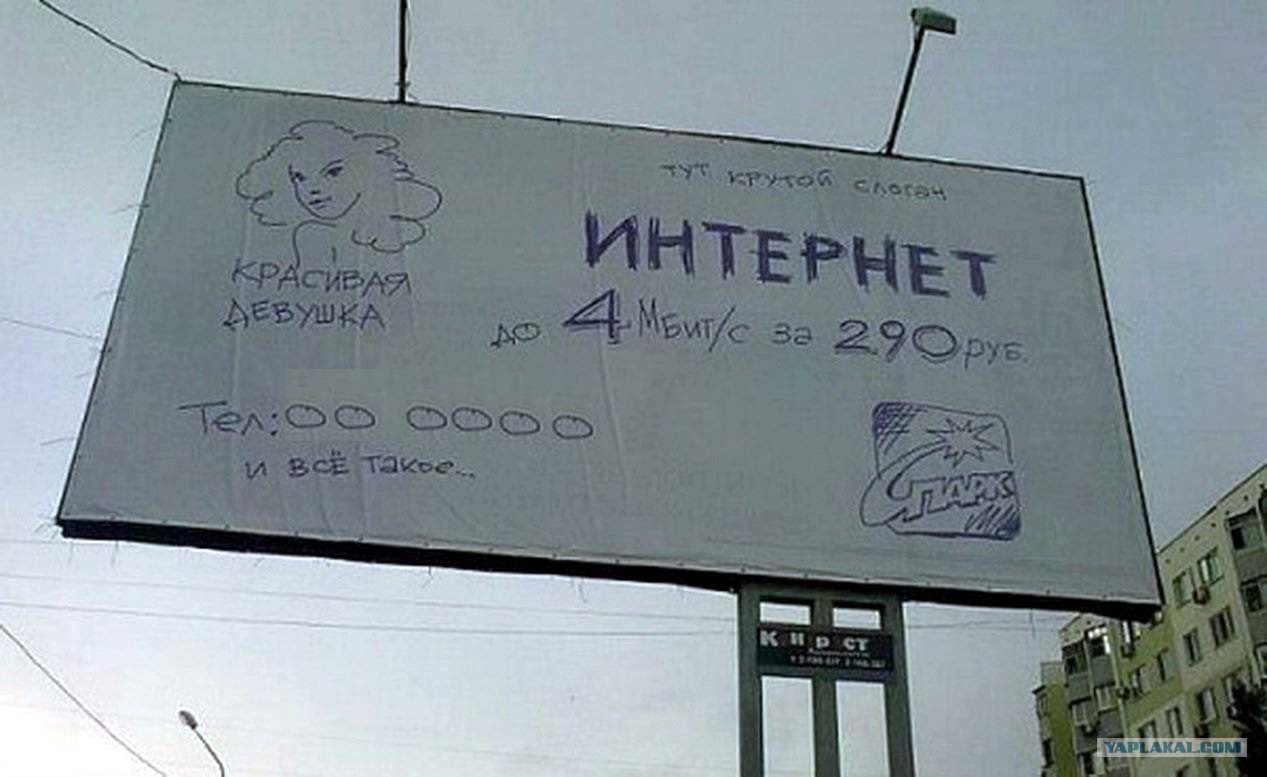 тут крутой слоган
ИНТЕРНЕТ
до 4 Мбит/с за 290 руб.
КРАСИВАЯ
ДЕВУШКА
Тел: 00 0000
и всё такое...
СПАРК
YAPLAKAL.COM